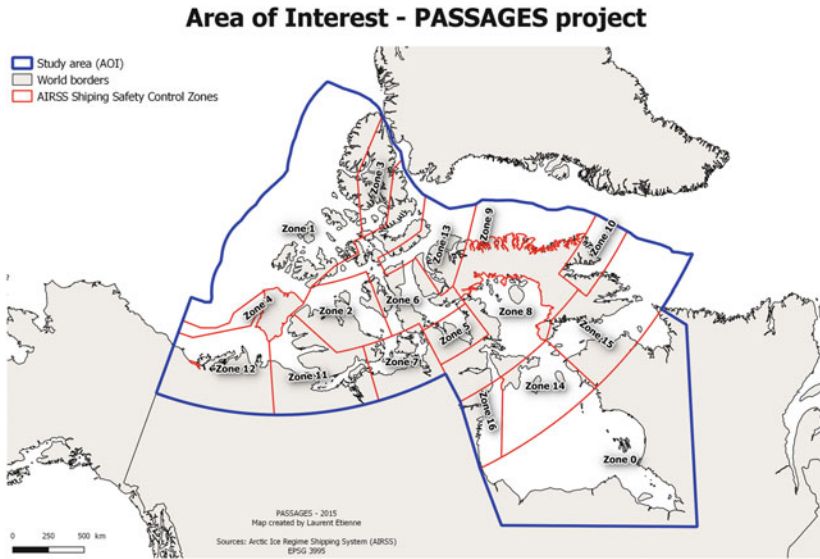 Area of Interest - PASSAGES project
Study area (AOI)
World borders
AIRSS Shiping Safety Control Zones
Zone 3
Zone 1
Zone 13
Zone 9
Zone 10
Zone 4
Zone 2
Zone 6
Zone 8
Zone 5
Zone 15
Zone 12
Zone 11
Zone 7
Zone 14
Zone 16
Zone 0
PASSAGES - 2015
Map created by Laurent Etienne
Sources: Arctic Ice Regime Shipping System (AIRSS)
EPSG 3995
0 250 500 km